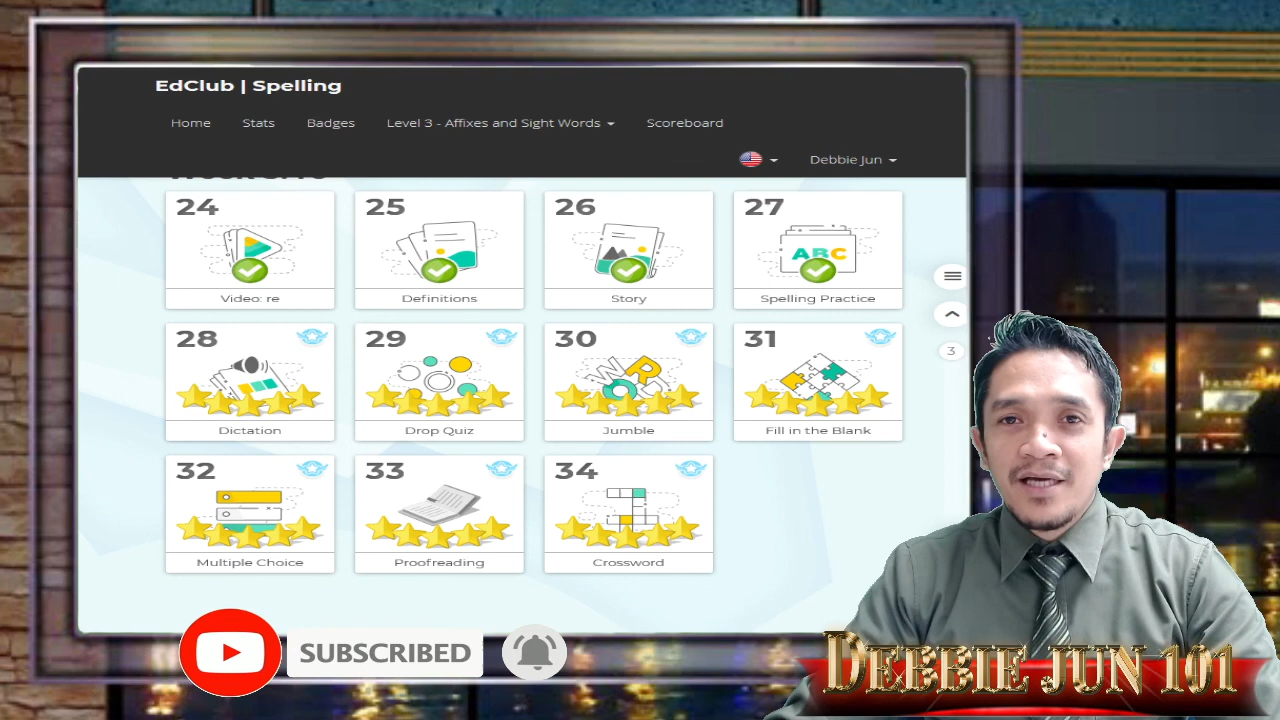 EdClub | Spelling
Home Stats Badges Level 3 - Affixes and Sight Words Scoreboard
Debbie Jun
24 25 26 27
ABC
Video: re Definitions Story Spelling Practice
28 29 30 31
W R
Dictation Drop Quiz Jumble Fill in the Blank
3
32 33 34
Multiple Choice Proofreading Crossword
SUBSCRIBED
DEBBIE JUN 101